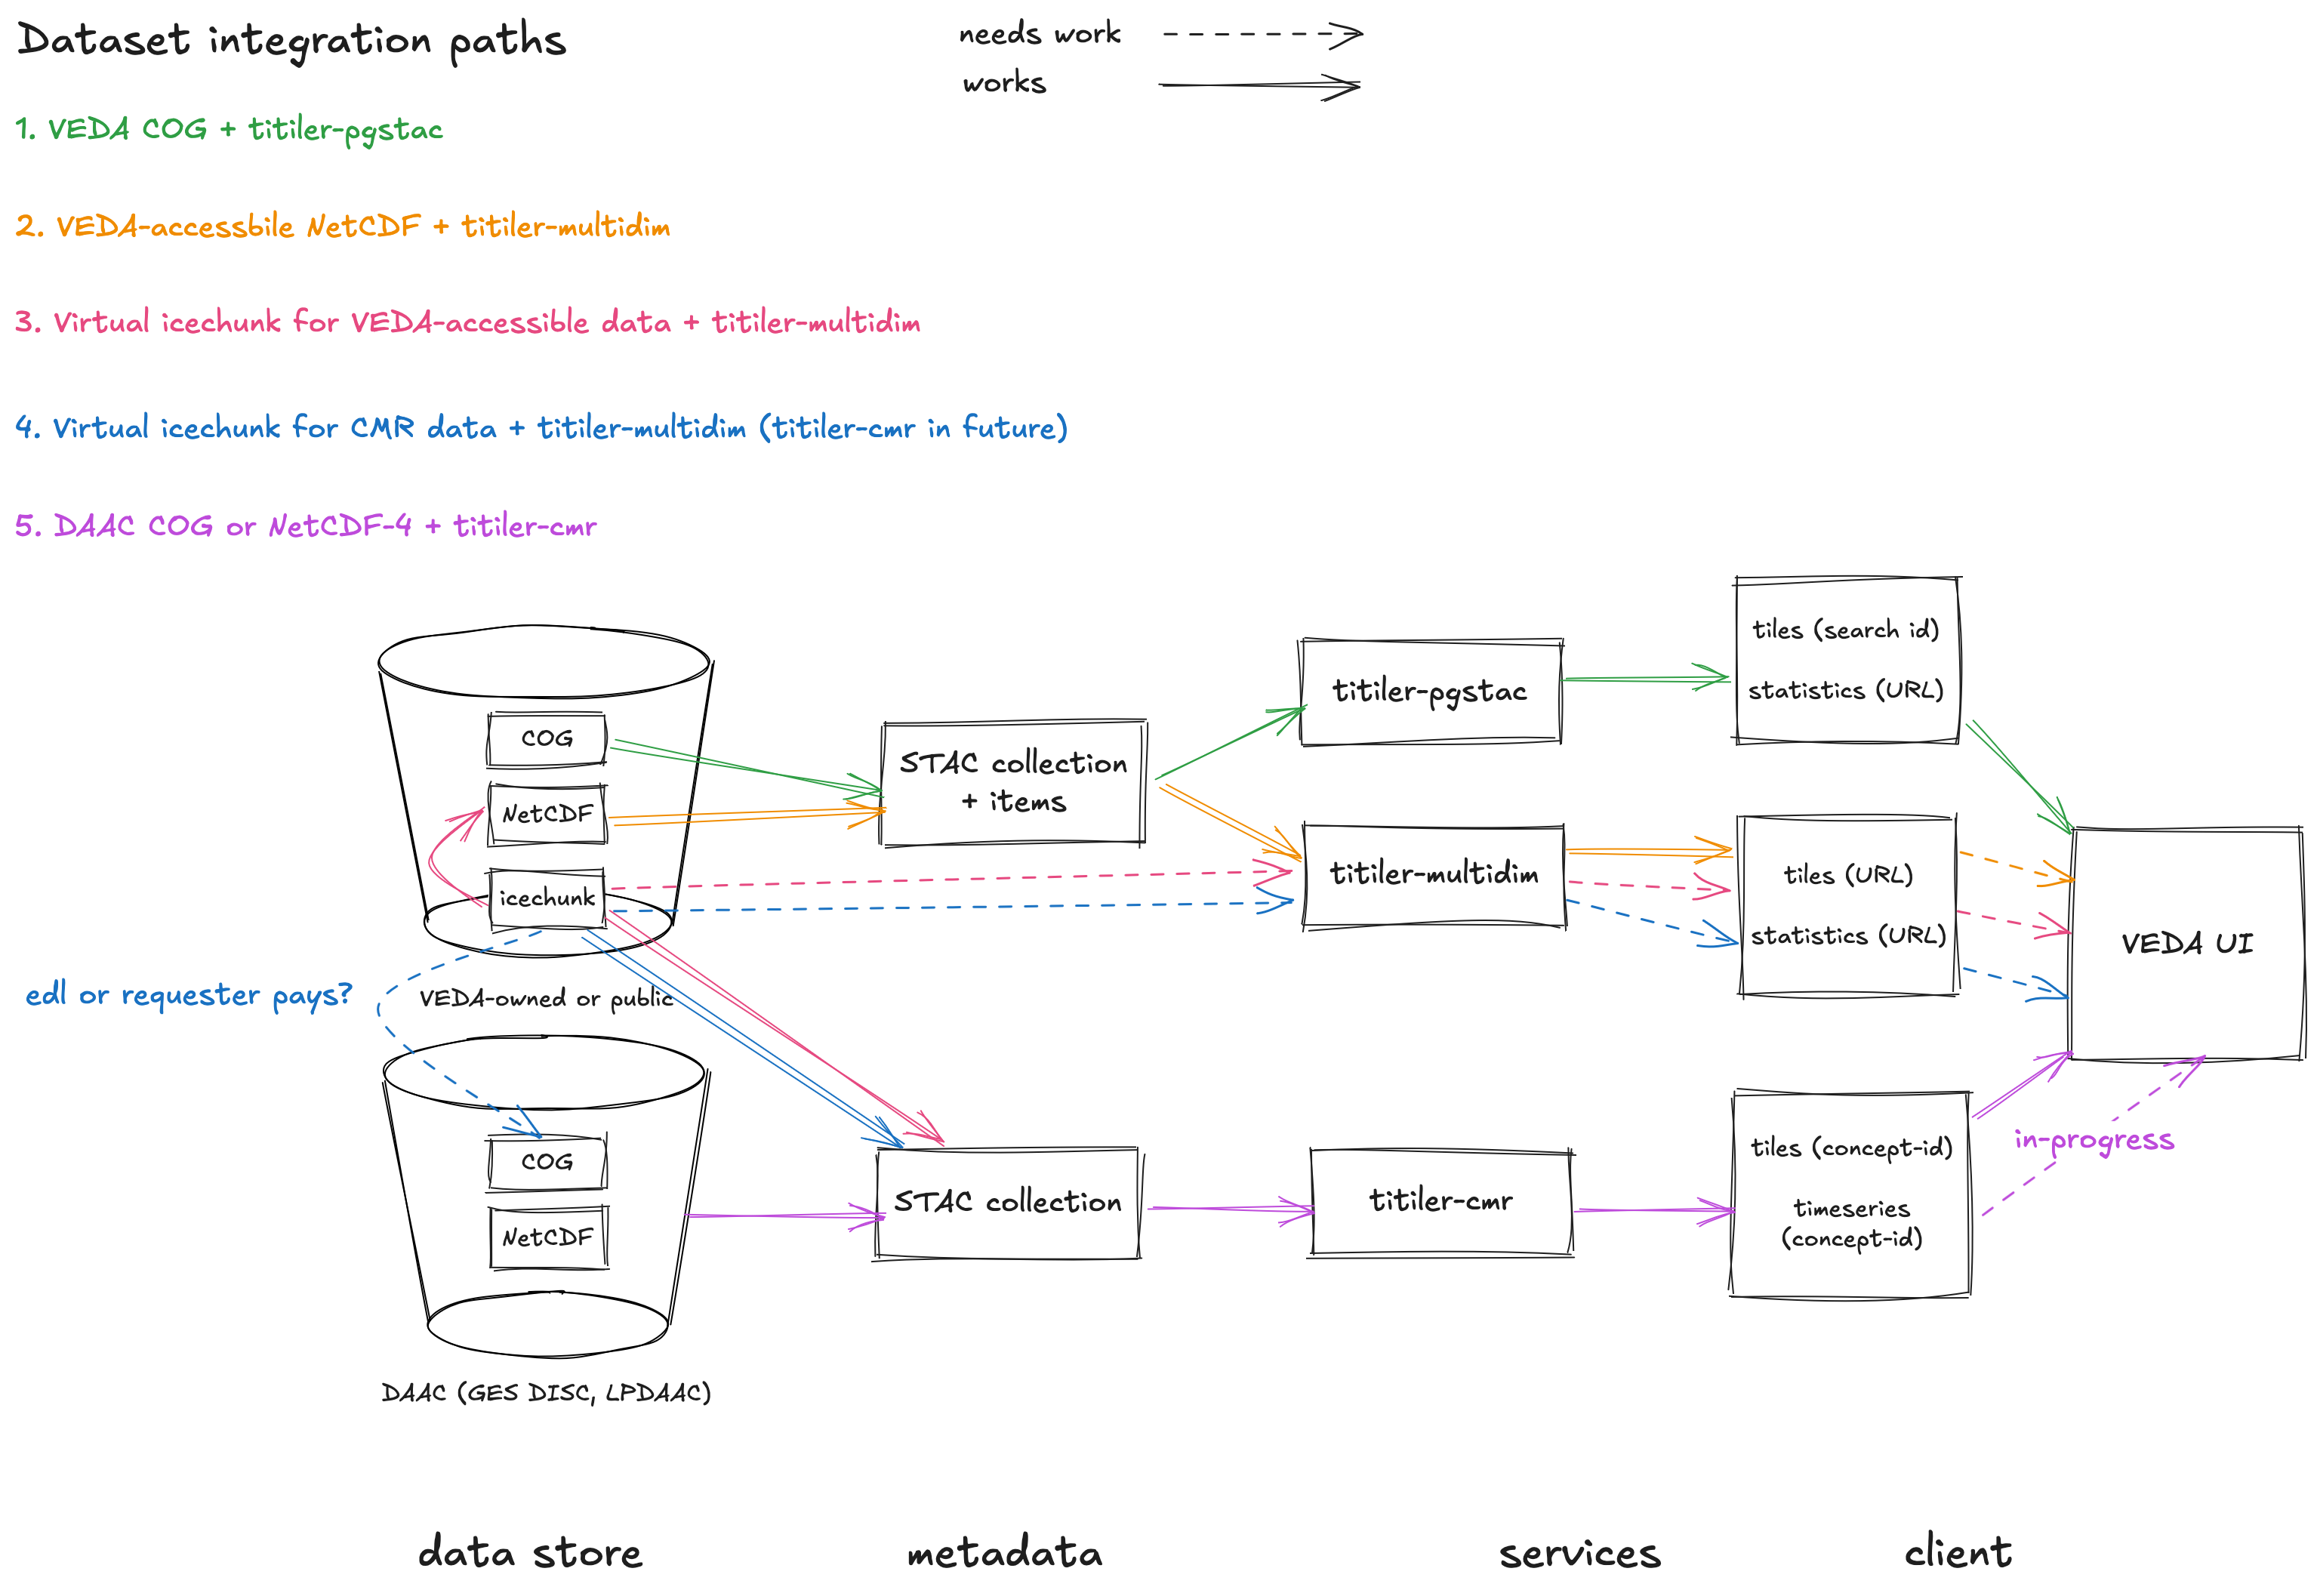 Dataset integration paths
needs work
works
1. VEDA COG + titiler-pgstac
2. VEDA-accessbile NetCDF + titiler-multidim
3. Virtual icechunk for VEDA-accessible data + titiler-multidim
4. Virtual icechunk for CMR data + titiler-multidim (titiler-cmr in future)
5. DAAC COG or NetCDF-4 + titiler-cmr
COG
NetCDF
icechunk
VEDA-owned or public
edl or requester pays?
COG
NetCDF
DAAC (GES DISC, LPDAAC)
STAC collection
+ items
STAC collection
titiler-pgstac
titiler-multidim
titiler-cmr
tiles (search id)
statistics (URL)
tiles (URL)
statistics (URL)
tiles (concept-id)
timeseries
(concept-id)
VEDA UI
in-progress
data store
metadata
services
client